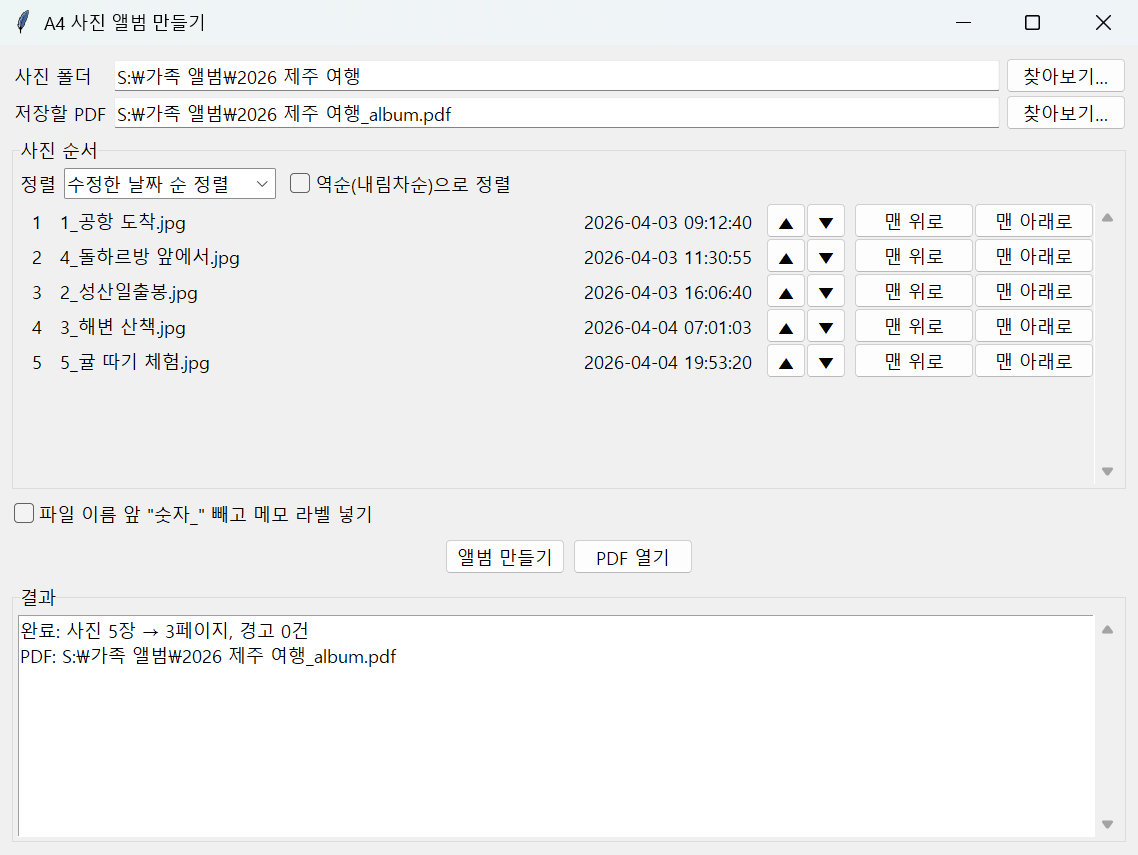 A4 사진 앨범 만들기
사진 폴더 S:₩가족 앨범₩2026 제주 여행 찾아보기...
저장할 PDF S:₩가족 앨범₩2026 제주 여행_album.pdf 찾아보기...
사진 순서
정렬 수정한 날짜 순 정렬 역순(내림차순)으로 정렬
1 1_공항 도착.jpg 2026-04-03 09:12:40 ▲ ▼ 맨 위로 맨 아래로
2 4_돌하르방 앞에서.jpg 2026-04-03 11:30:55 ▲ ▼ 맨 위로 맨 아래로
3 2_성산일출봉.jpg 2026-04-03 16:06:40 ▲ ▼ 맨 위로 맨 아래로
4 3_해변 산책.jpg 2026-04-04 07:01:03 ▲ ▼ 맨 위로 맨 아래로
5 5_귤 따기 체험.jpg 2026-04-04 19:53:20 ▲ ▼ 맨 위로 맨 아래로
파일 이름 앞 "숫자_" 빼고 메모 라벨 넣기
앨범 만들기 PDF 열기
결과
완료: 사진 5장 → 3페이지, 경고 0건
PDF: S:₩가족 앨범₩2026 제주 여행_album.pdf